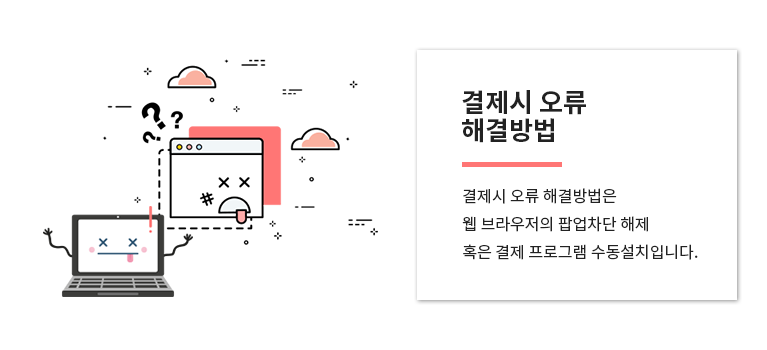 결제시 오류
해결방법
결제시 오류 해결방법은
웹 브라우저의 팝업차단 해제
혹은 결제 프로그램 수동설치입니다.
???
#
!